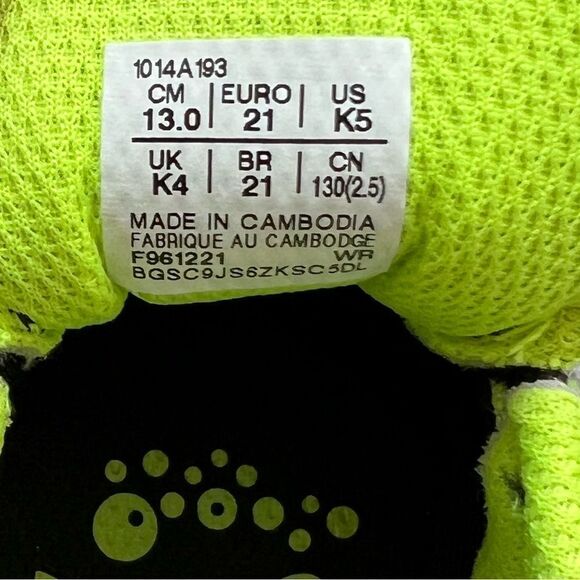 1014A193
CM | EURO | US
13.0 | 21 | K5
UK | BR | CN
K4 | 21 | 130(2.5)
MADE IN CAMBODIA
FABRIQUE AU CAMBODGE
F961221 WR
BGSC9JS6ZKSC5DL